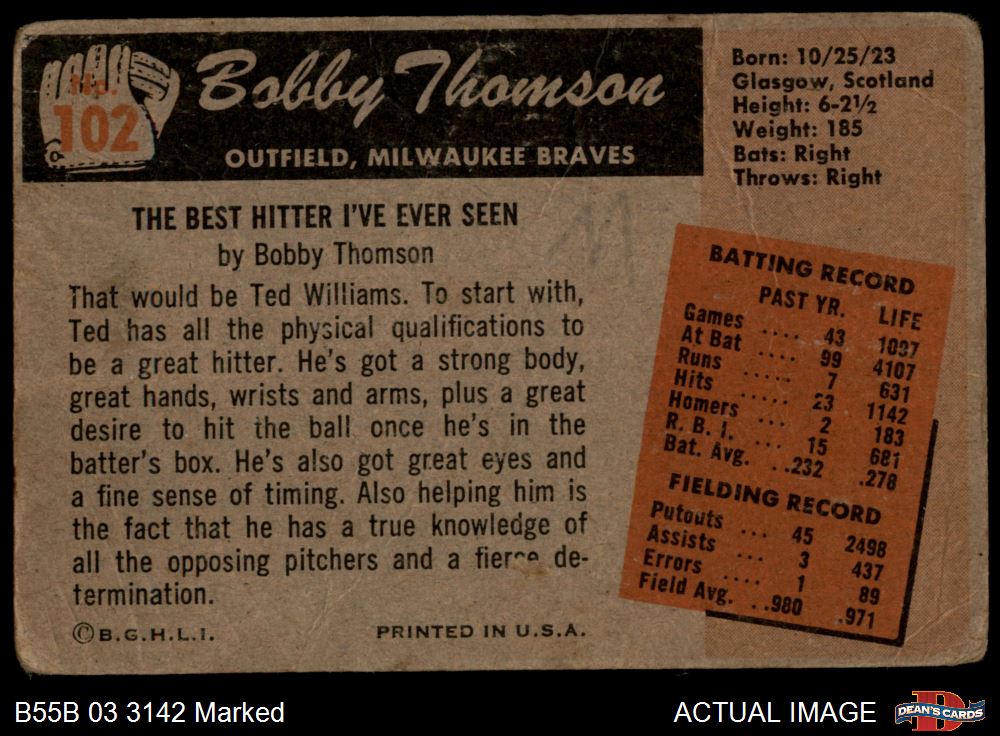 No.
102
Bobby Thomson
OUTFIELD, MILWAUKEE BRAVES
Born: 10/25/23
Glasgow, Scotland
Height: 6-2½
Weight: 185
Bats: Right
Throws: Right
THE BEST HITTER I'VE EVER SEEN
by Bobby Thomson
That would be Ted Williams. To start with,
Ted has all the physical qualifications to
be a great hitter. He's got a strong body,
great hands, wrists and arms, plus a great
desire to hit the ball once he's in the
batter's box. He's also got great eyes and
a fine sense of timing. Also helping him is
the fact that he has a true knowledge of
all the opposing pitchers and a fierce de-
termination.
©B.G.H.L.I. PRINTED IN U.S.A.
BATTING RECORD
PAST YR. LIFE
Games .... 43 1037
At Bat .... 99 4107
Runs ..... 7 631
Hits ..... 23 1142
Homers ... 2 183
R. B. I. ... 15 681
Bat. Avg. ..232 .278
FIELDING RECORD
Putouts ... 45 2498
Assists ... 3 437
Errors .... 1 89
Field Avg. ..980 .971
B55B 03 3142 Marked
ACTUAL IMAGE
DEAN'S CARDS